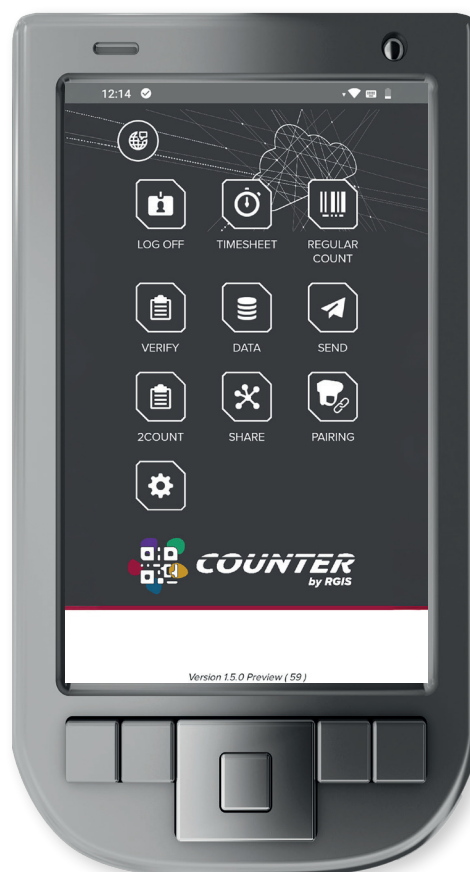 12:14
LOG OFF
TIMESHEET
REGULAR
COUNT
VERIFY
DATA
SEND
2COUNT
SHARE
PAIRING
COUNTER
by RGIS
Version 1.5.0 Preview ( 59 )